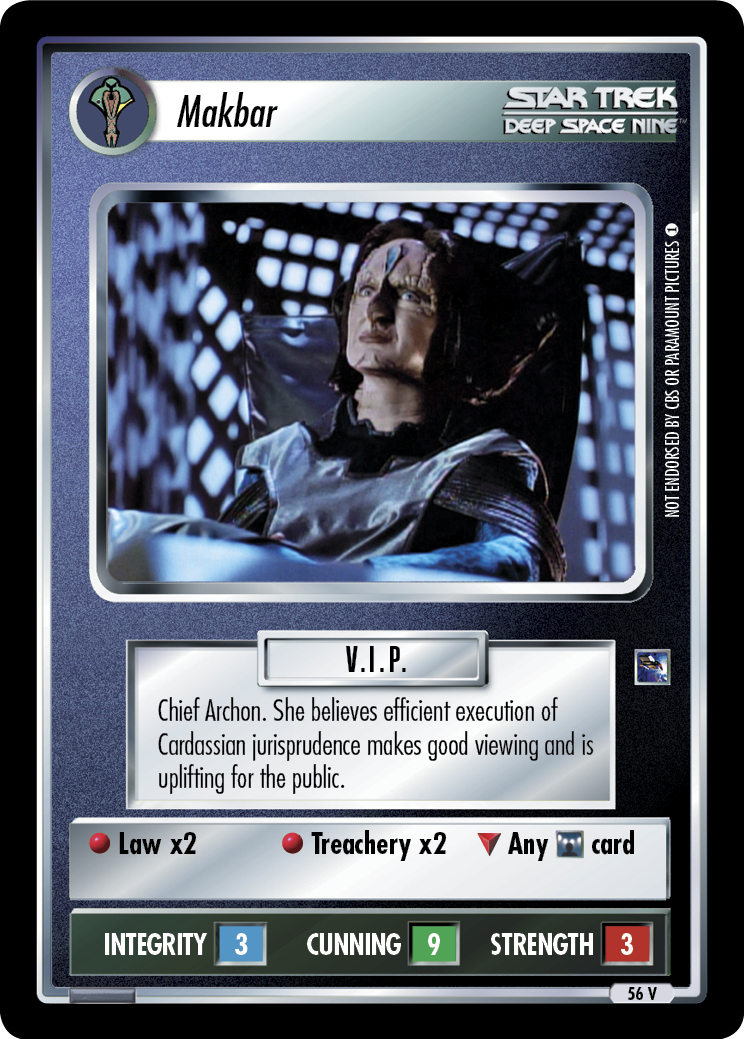 Makbar
STAR TREK
DEEP SPACE NINE™
NOT ENDORSED BY CBS OR PARAMOUNT PICTURES 1
V.I.P.
Chief Archon. She believes efficient execution of
Cardassian jurisprudence makes good viewing and is
uplifting for the public.
Law x2 Treachery x2 Any card
INTEGRITY 3 CUNNING 9 STRENGTH 3
56 V